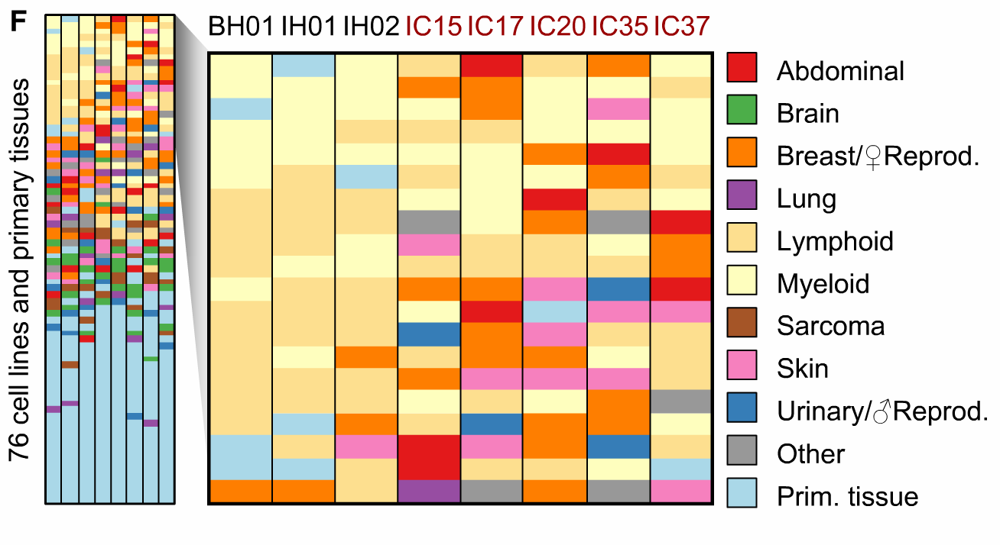 F
76 cell lines and primary tissues
BH01 IH01 IH02 IC15 IC17 IC20 IC35 IC37
Abdominal
Brain
Breast/♀Reprod.
Lung
Lymphoid
Myeloid
Sarcoma
Skin
Urinary/♂Reprod.
Other
Prim. tissue